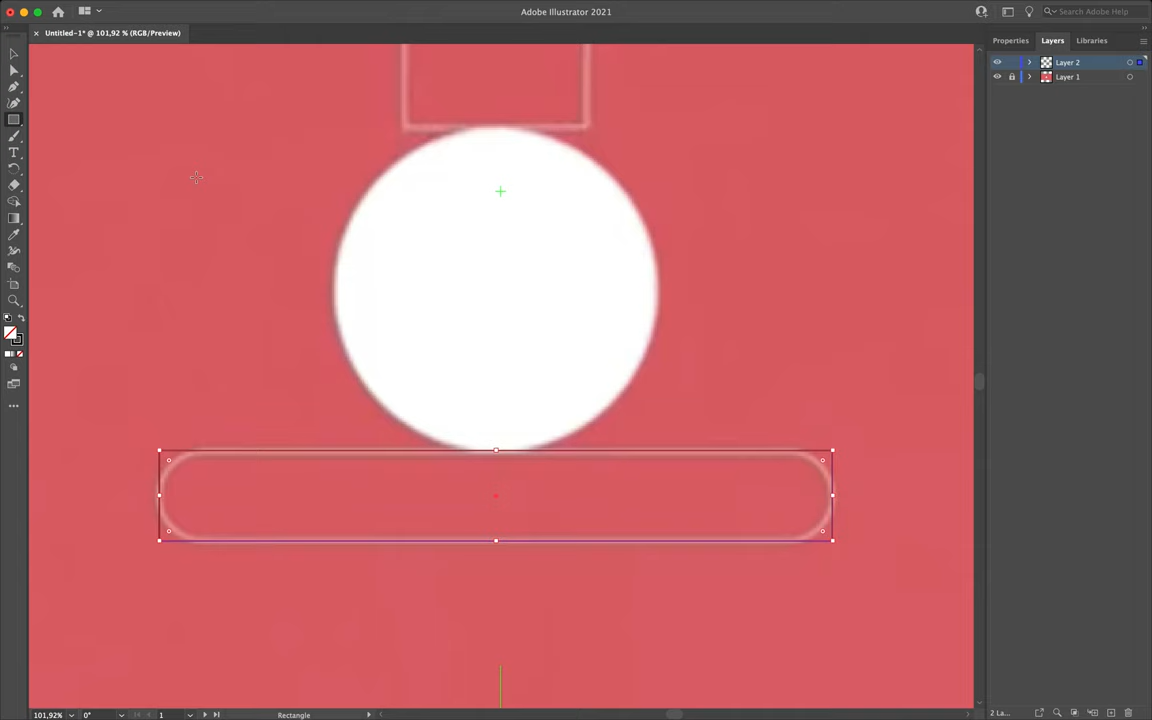 Adobe Illustrator 2021
Search Adobe Help
Untitled-1* @ 101,92 % (RGB/Preview)
Properties
Layers
Libraries
Layer 2
Layer 1
101,92%
0°
1
Rectangle
2 La...